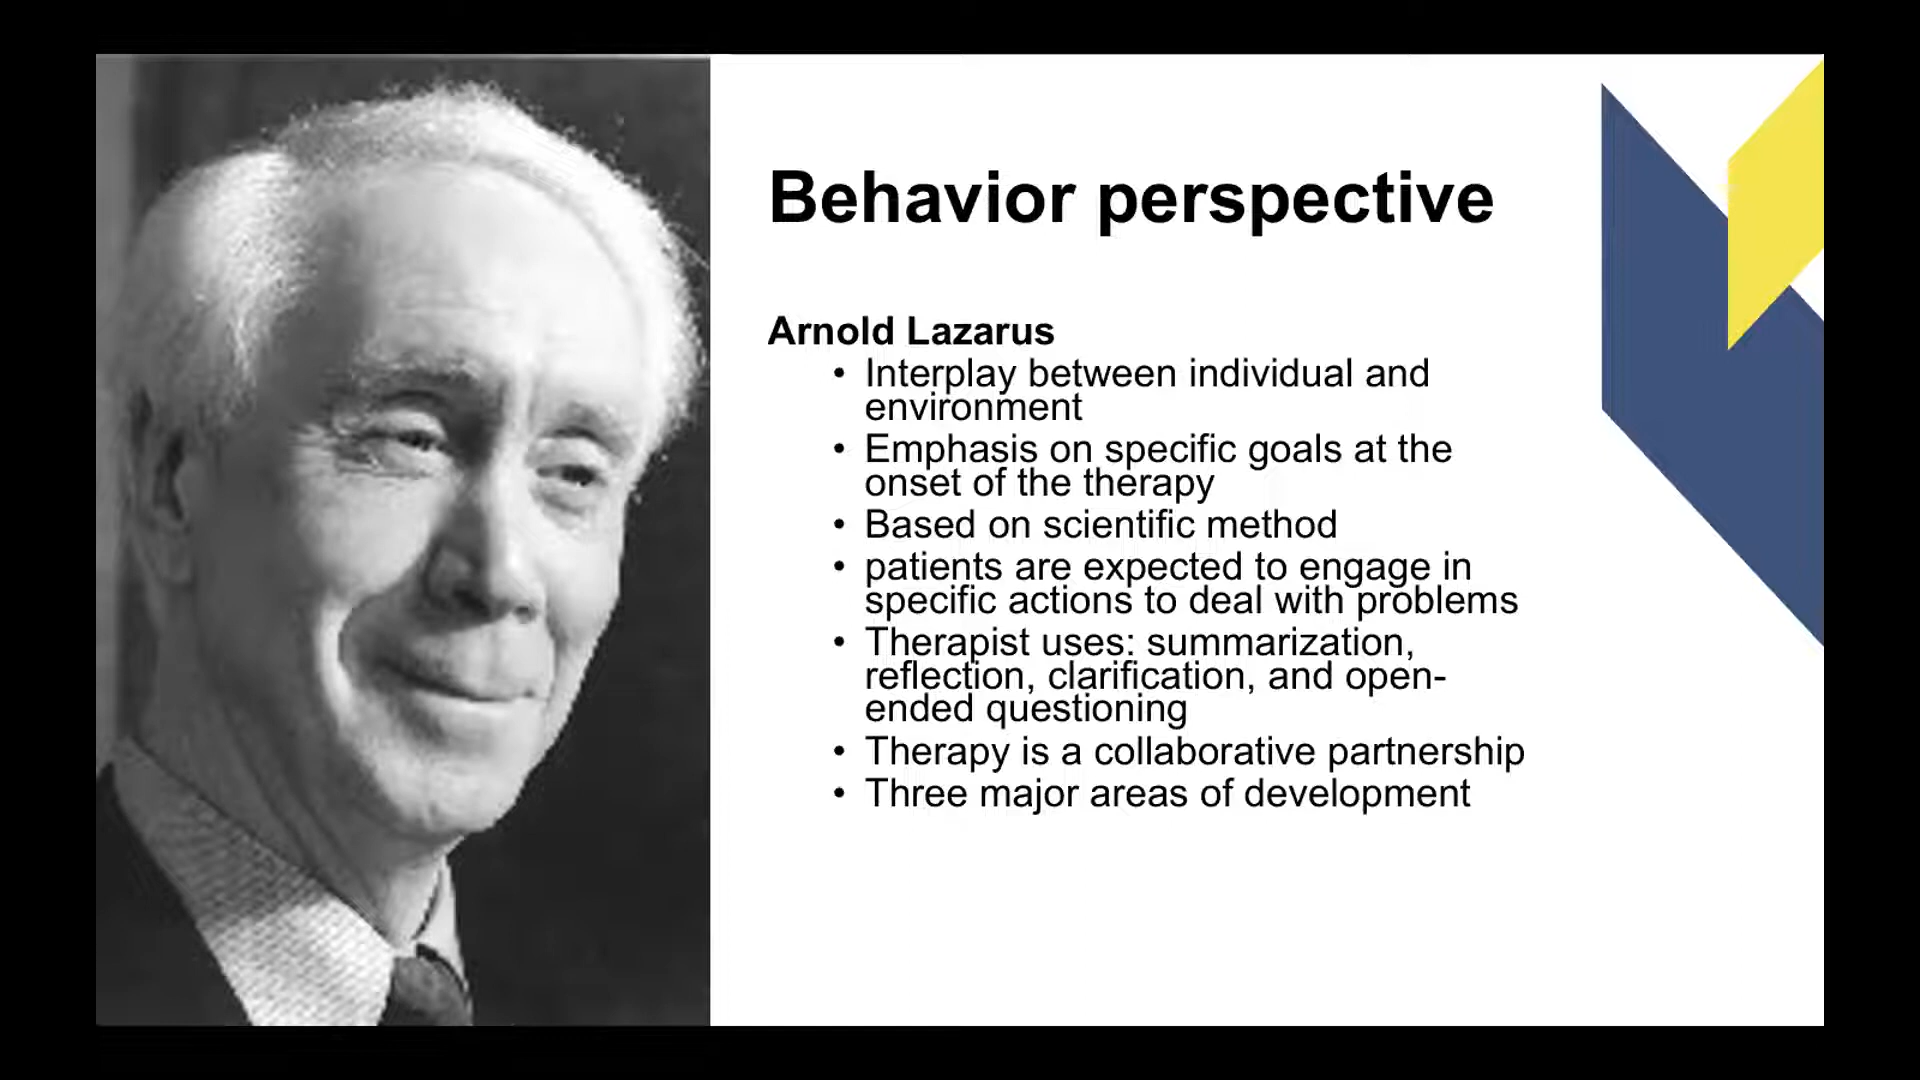 Behavior perspective
Arnold Lazarus
• Interplay between individual and
environment
• Emphasis on specific goals at the
onset of the therapy
• Based on scientific method
• patients are expected to engage in
specific actions to deal with problems
• Therapist uses: summarization,
reflection, clarification, and open-
ended questioning
• Therapy is a collaborative partnership
• Three major areas of development